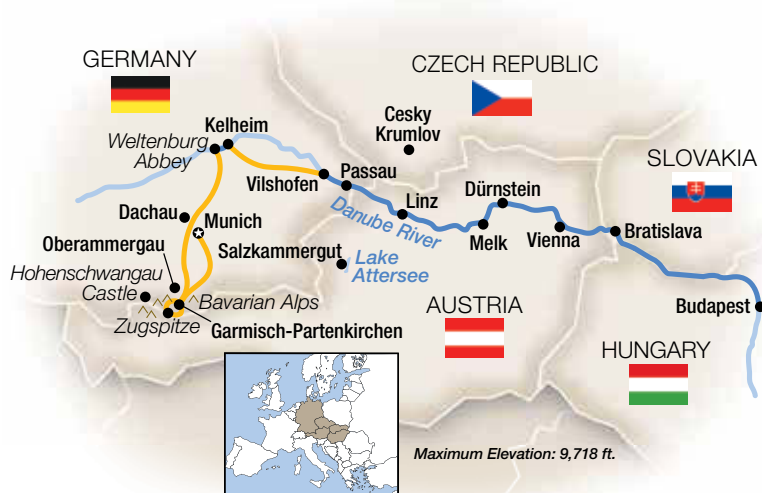 GERMANY
CZECH REPUBLIC
Cesky
Krumlov
Kelheim
Weltenburg
Abbey
SLOVAKIA
Vilshofen
Passau
Dürnstein
Linz
Dachau
Munich
Danube River
Bratislava
Melk
Vienna
Oberammergau
Salzkammergut
Lake
Attersee
Hohenschwangau
Castle
Bavarian Alps
Zugspitze
Garmisch-Partenkirchen
AUSTRIA
Budapest
HUNGARY
Maximum Elevation: 9,718 ft.